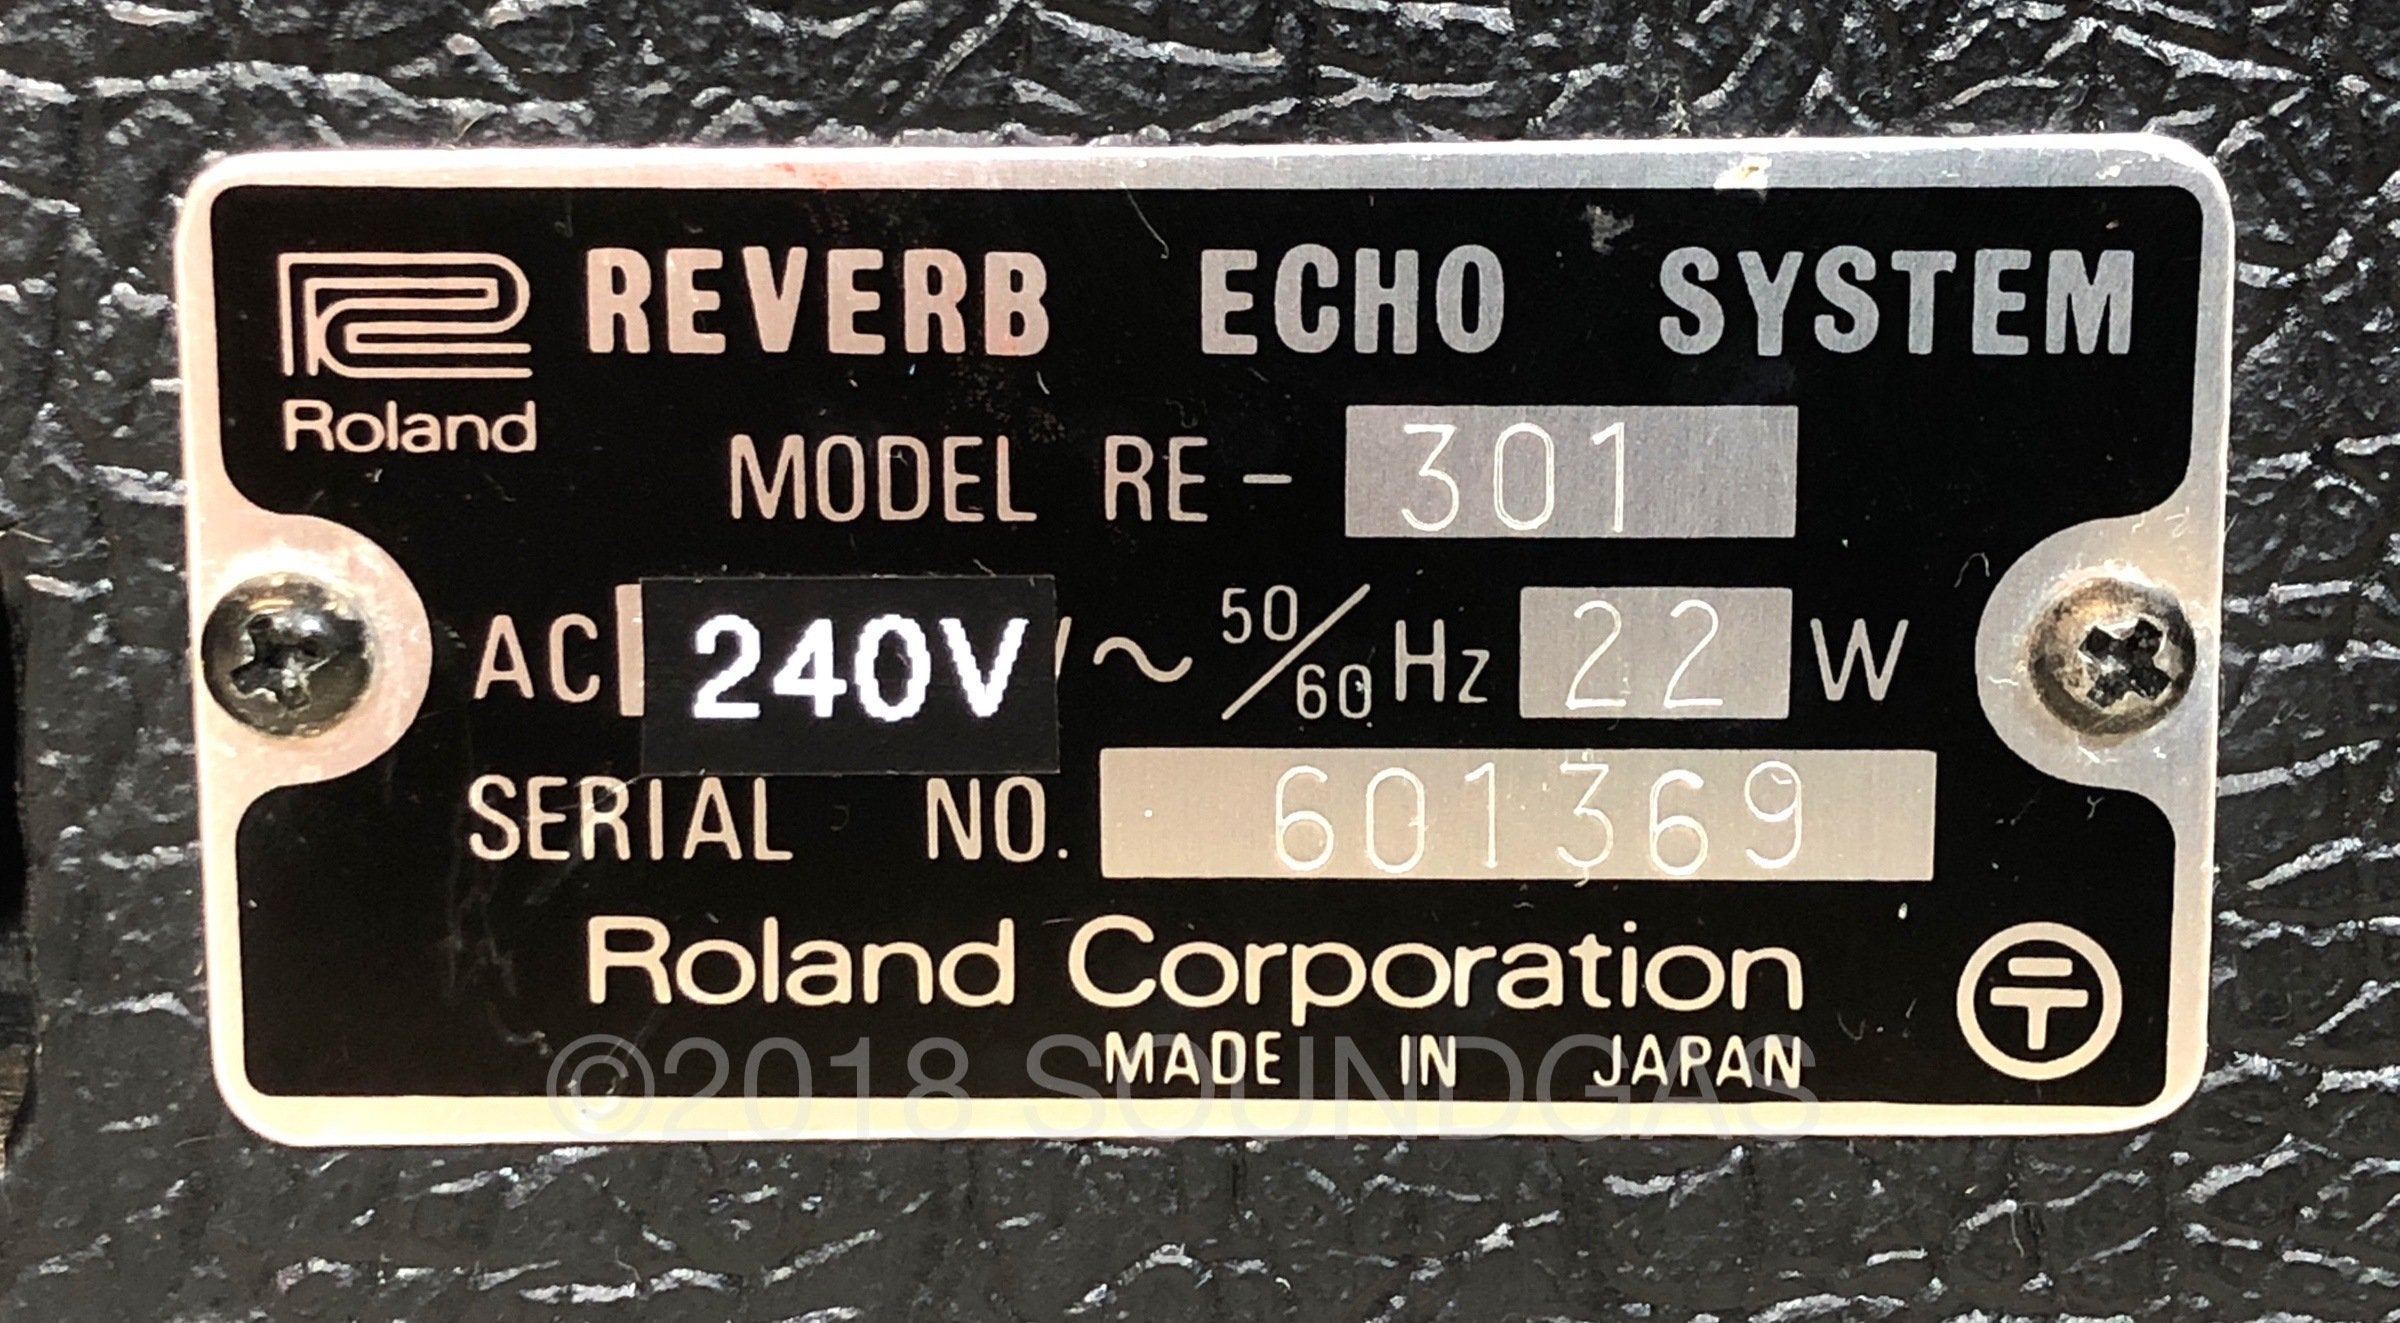 REVERB ECHO SYSTEM
Roland
MODEL RE-301
AC 240V ~ 50/60 Hz 22 W
SERIAL NO. 601369
Roland Corporation
MADE IN JAPAN
©2018 SOUNDGAS